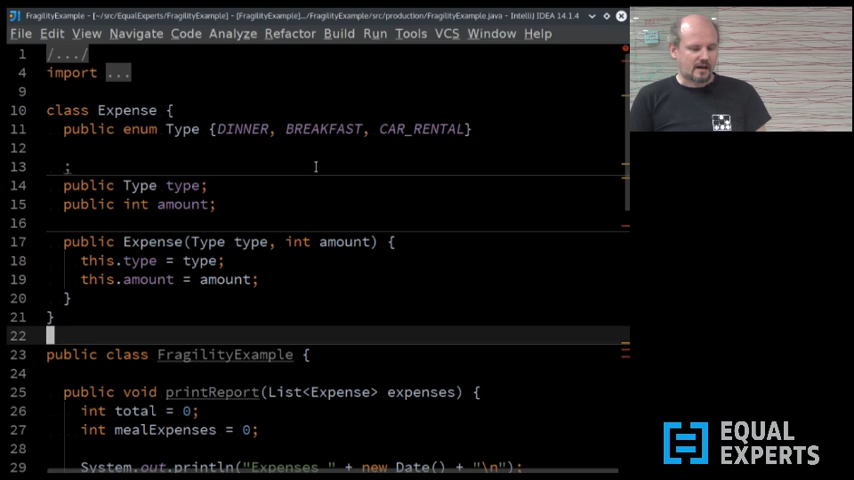 FragilityExample - [~/src/EqualExperts/FragilityExample] - [FragilityExample].../FragilityExample/src/production/FragilityExample.java - IntelliJ IDEA 14.1.4
File Edit View Navigate Code Analyze Refactor Build Run Tools VCS Window Help
1 /.../
4 import ...
9
10 class Expense {
11 public enum Type {DINNER, BREAKFAST, CAR_RENTAL}
12
13 ;
14 public Type type;
15 public int amount;
16
17 public Expense(Type type, int amount) {
18 this.type = type;
19 this.amount = amount;
20 }
21 }
22
23 public class FragilityExample {
24
25 public void printReport(List<Expense> expenses) {
26 int total = 0;
27 int mealExpenses = 0;
28
29 System.out.println("Expenses " + new Date() + "\n");
EQUAL
EXPERTS